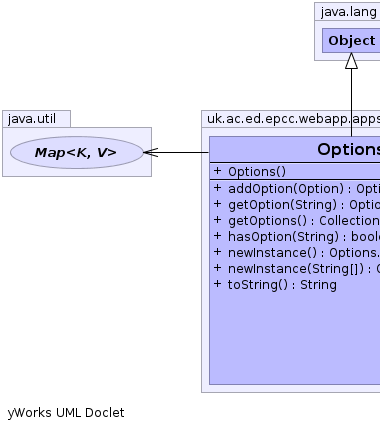 java.lang
Object
java.util
Map<K, V>
uk.ac.ed.epcc.webapp.apps
Options
+ Options()
+ addOption(Option) : Opti
+ getOption(String) : Optio
+ getOptions() : Collection
+ hasOption(String) : boole
+ newInstance() : Options.
+ newInstance(String[]) : O
+ toString() : String
yWorks UML Doclet